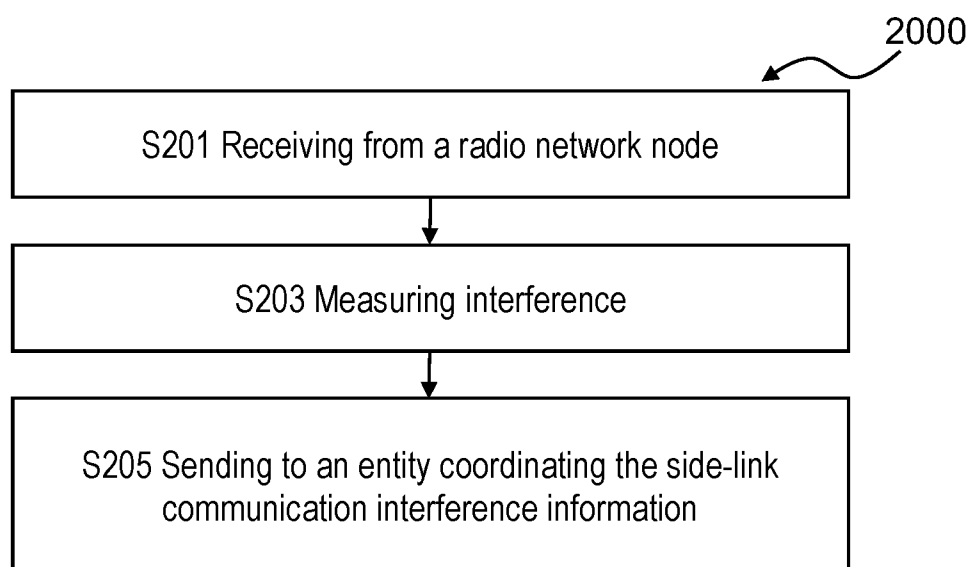 2000
S201 Receiving from a radio network node
S203 Measuring interference
S205 Sending to an entity coordinating the side-link
communication interference information